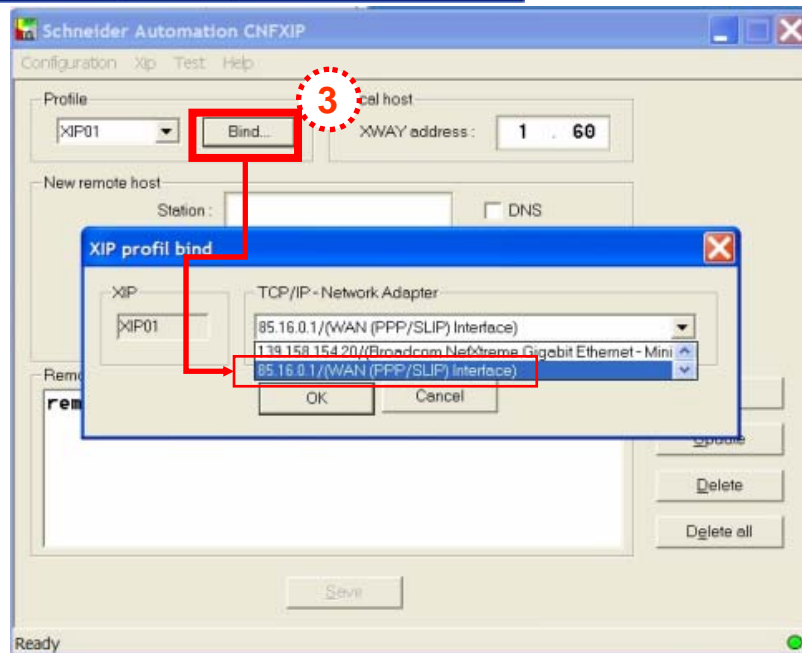 Schneider Automation CNFXIP
Configuration Xip Test Help
Profile
XIP01
Bind...
3
cal host
XWAY address :
1 . 60
New remote host
Station :
DNS
XIP profil bind
XIP
XIP01
TCP/IP - Network Adapter
85.16.0.1/(WAN (PPP/SLIP) Interface)
139.158.154.20/(Broadcom NetXtreme Gigabit Ethernet - Mini
85.16.0.1/(WAN (PPP/SLIP) Interface)
OK
Cancel
Rem
rem
Update
Delete
Delete all
Save
Ready